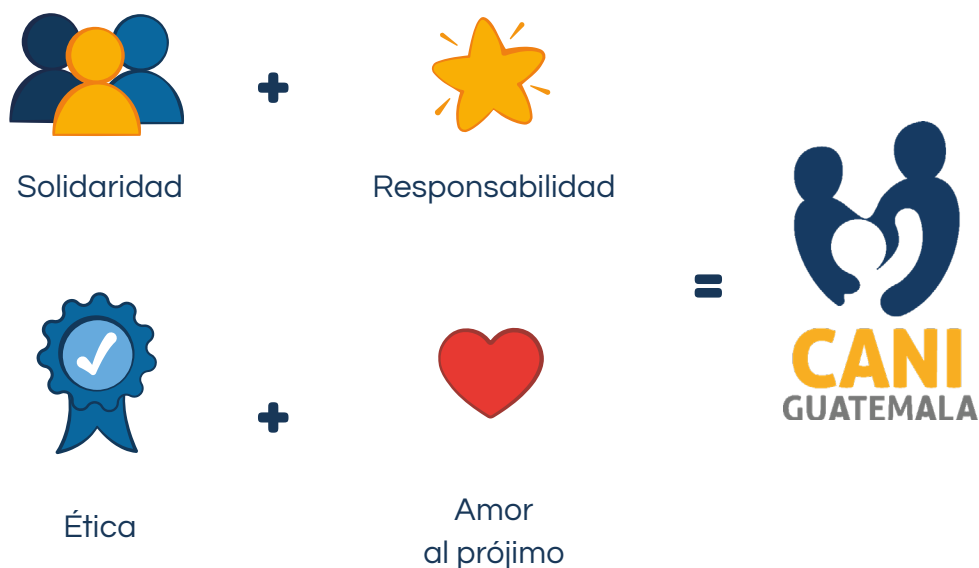 Solidaridad
+
Responsabilidad
Ética
+
Amor
al prójimo
=
CANI
GUATEMALA